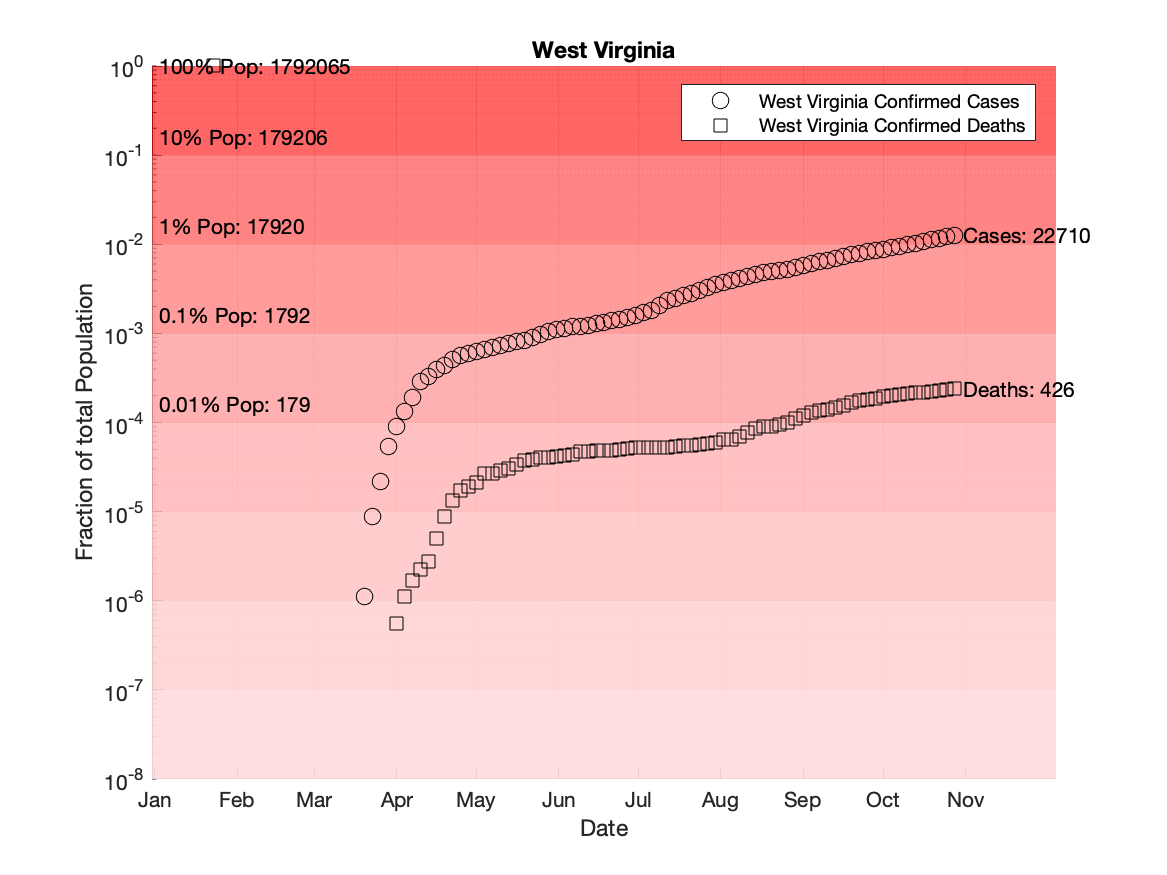 West Virginia
10^0
100% Pop: 1792065
West Virginia Confirmed Cases
West Virginia Confirmed Deaths
10% Pop: 179206
10^-1
1% Pop: 17920
10^-2
Cases: 22710
0.1% Pop: 1792
10^-3
Deaths: 426
0.01% Pop: 179
10^-4
10^-5
10^-6
10^-7
10^-8
Fraction of total Population
Jan Feb Mar Apr May Jun Jul Aug Sep Oct Nov
Date